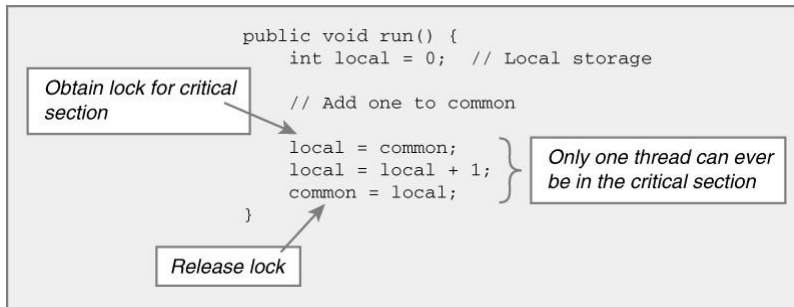 public void run() {
int local = 0;  // Local storage
Obtain lock for critical
section
// Add one to common
local = common;
local = local + 1;
common = local;
Only one thread can ever
be in the critical section
}
Release lock